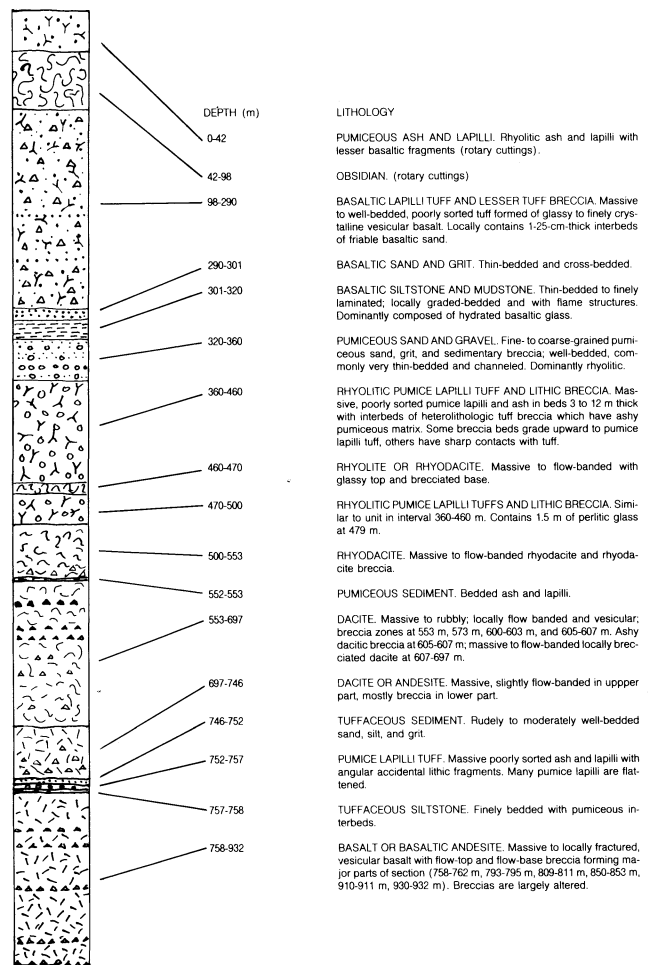 DEPTH (m) LITHOLOGY
0-42 PUMICEOUS ASH AND LAPILLI. Rhyolitic ash and lapilli with
lesser basaltic fragments (rotary cuttings).
42-98 OBSIDIAN. (rotary cuttings)
98-290 BASALTIC LAPILLI TUFF AND LESSER TUFF BRECCIA. Massive
to well-bedded, poorly sorted tuff formed of glassy to finely crys-
talline vesicular basalt. Locally contains 1-25-cm-thick interbeds
of friable basaltic sand.
290-301 BASALTIC SAND AND GRIT. Thin-bedded and cross-bedded.
301-320 BASALTIC SILTSTONE AND MUDSTONE. Thin-bedded to finely
laminated; locally graded-bedded and with flame structures.
Dominantly composed of hydrated basaltic glass.
320-360 PUMICEOUS SAND AND GRAVEL. Fine- to coarse-grained pumi-
ceous sand, grit, and sedimentary breccia; well-bedded, com-
monly very thin-bedded and channeled. Dominantly rhyolitic.
360-460 RHYOLITIC PUMICE LAPILLI TUFF AND LITHIC BRECCIA. Mas-
sive, poorly sorted pumice lapilli and ash in beds 3 to 12 m thick
with interbeds of heterolithologic tuff breccia which have ashy
pumiceous matrix. Some breccia beds grade upward to pumice
lapilli tuff, others have sharp contacts with tuff.
460-470 RHYOLITE OR RHYODACITE. Massive to flow-banded with
glassy top and brecciated base.
470-500 RHYOLITIC PUMICE LAPILLI TUFFS AND LITHIC BRECCIA. Simi-
lar to unit in interval 360-460 m. Contains 1.5 m of perlitic glass
at 479 m.
500-553 RHYODACITE. Massive to flow-banded rhyodacite and rhyoda-
cite breccia.
552-553 PUMICEOUS SEDIMENT. Bedded ash and lapilli.
553-697 DACITE. Massive to rubbly; locally flow banded and vesicular;
breccia zones at 553 m, 573 m, 600-603 m, and 605-607 m. Ashy
dacitic breccia at 605-607 m; massive to flow-banded locally brec-
ciated dacite at 607-697 m.
697-746 DACITE OR ANDESITE. Massive, slightly flow-banded in uppper
part, mostly breccia in lower part.
746-752 TUFFACEOUS SEDIMENT. Rudely to moderately well-bedded
sand, silt, and grit.
752-757 PUMICE LAPILLI TUFF. Massive poorly sorted ash and lapilli with
angular accidental lithic fragments. Many pumice lapilli are flat-
tened.
757-758 TUFFACEOUS SILTSTONE. Finely bedded with pumiceous in-
terbeds.
758-932 BASALT OR BASALTIC ANDESITE. Massive to locally fractured,
vesicular basalt with flow-top and flow-base breccia forming ma-
jor parts of section (758-762 m, 793-795 m, 809-811 m, 850-853 m,
910-911 m, 930-932 m). Breccias are largely altered.